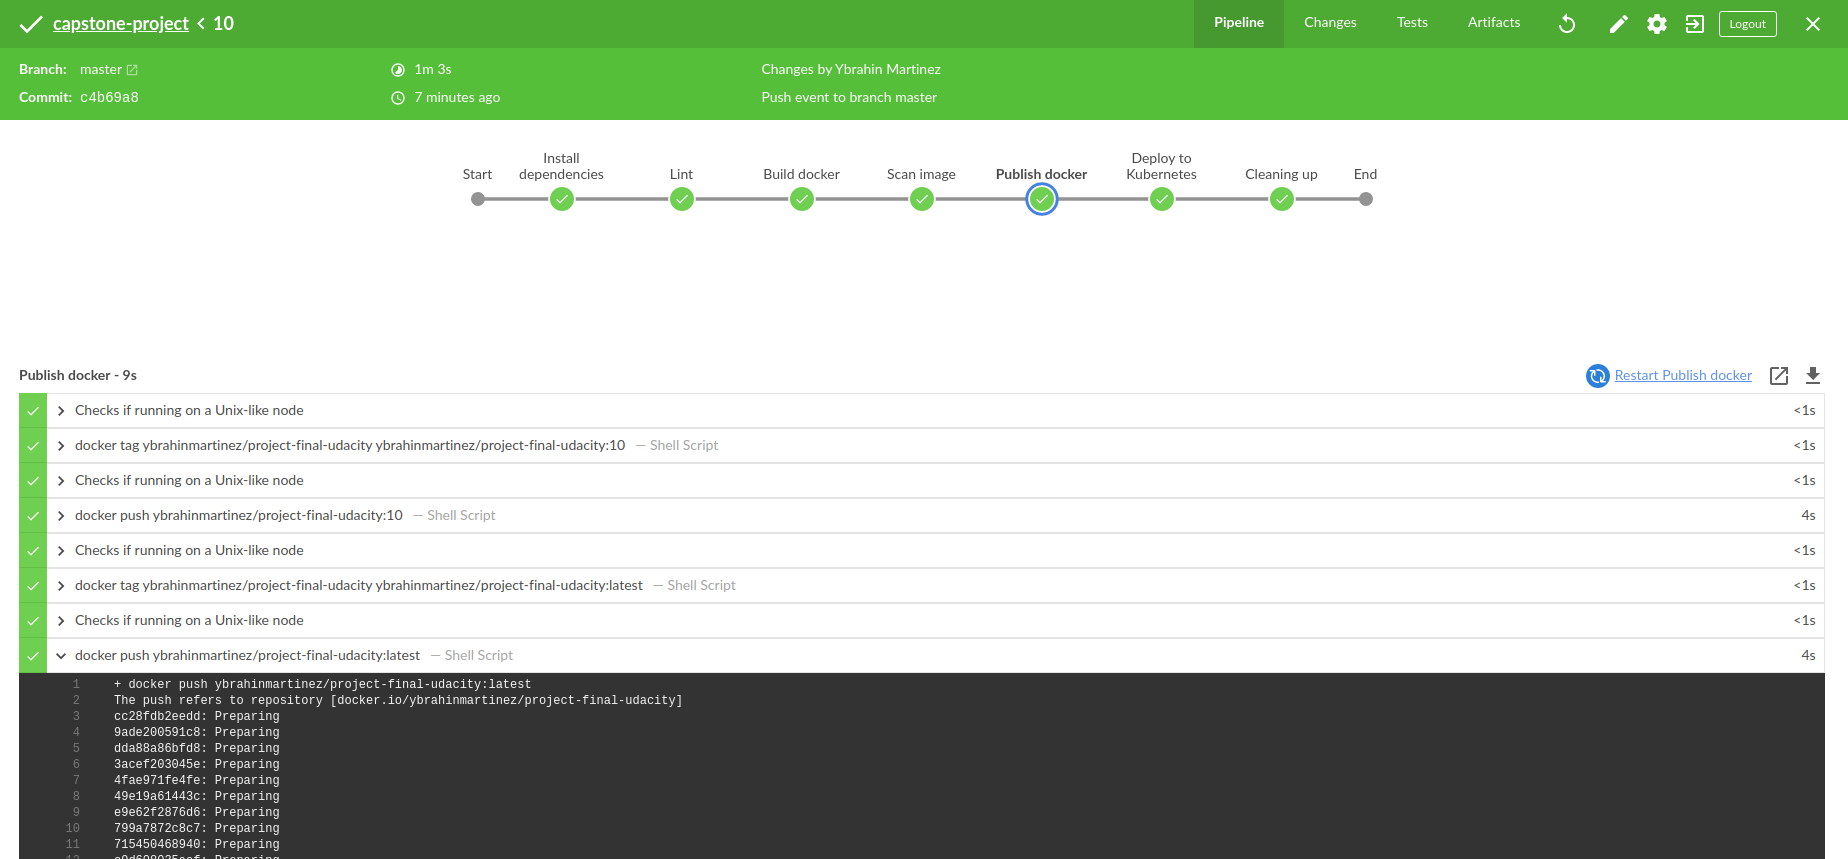 capstone-project < 10
Pipeline
Changes
Tests
Artifacts
Logout
Branch: master
1m 3s
Changes by Ybrahin Martinez
Commit: c4b69a8
7 minutes ago
Push event to branch master
Start
Install
dependencies
Lint
Build docker
Scan image
Publish docker
Deploy to
Kubernetes
Cleaning up
End
Publish docker - 9s
Restart Publish docker
Checks if running on a Unix-like node <1s
docker tag ybrahinmartinez/project-final-udacity ybrahinmartinez/project-final-udacity:10 — Shell Script <1s
Checks if running on a Unix-like node <1s
docker push ybrahinmartinez/project-final-udacity:10 — Shell Script 4s
Checks if running on a Unix-like node <1s
docker tag ybrahinmartinez/project-final-udacity ybrahinmartinez/project-final-udacity:latest — Shell Script <1s
Checks if running on a Unix-like node <1s
docker push ybrahinmartinez/project-final-udacity:latest — Shell Script 4s
1 + docker push ybrahinmartinez/project-final-udacity:latest
2 The push refers to repository [docker.io/ybrahinmartinez/project-final-udacity]
3 cc28fdb2eedd: Preparing
4 9ade200591c8: Preparing
5 dda88a86bfd8: Preparing
6 3acef203045e: Preparing
7 4fae971fe4fe: Preparing
8 49e19a61443c: Preparing
9 e9e62f2876d6: Preparing
10 799a7872c8c7: Preparing
11 715450468940: Preparing